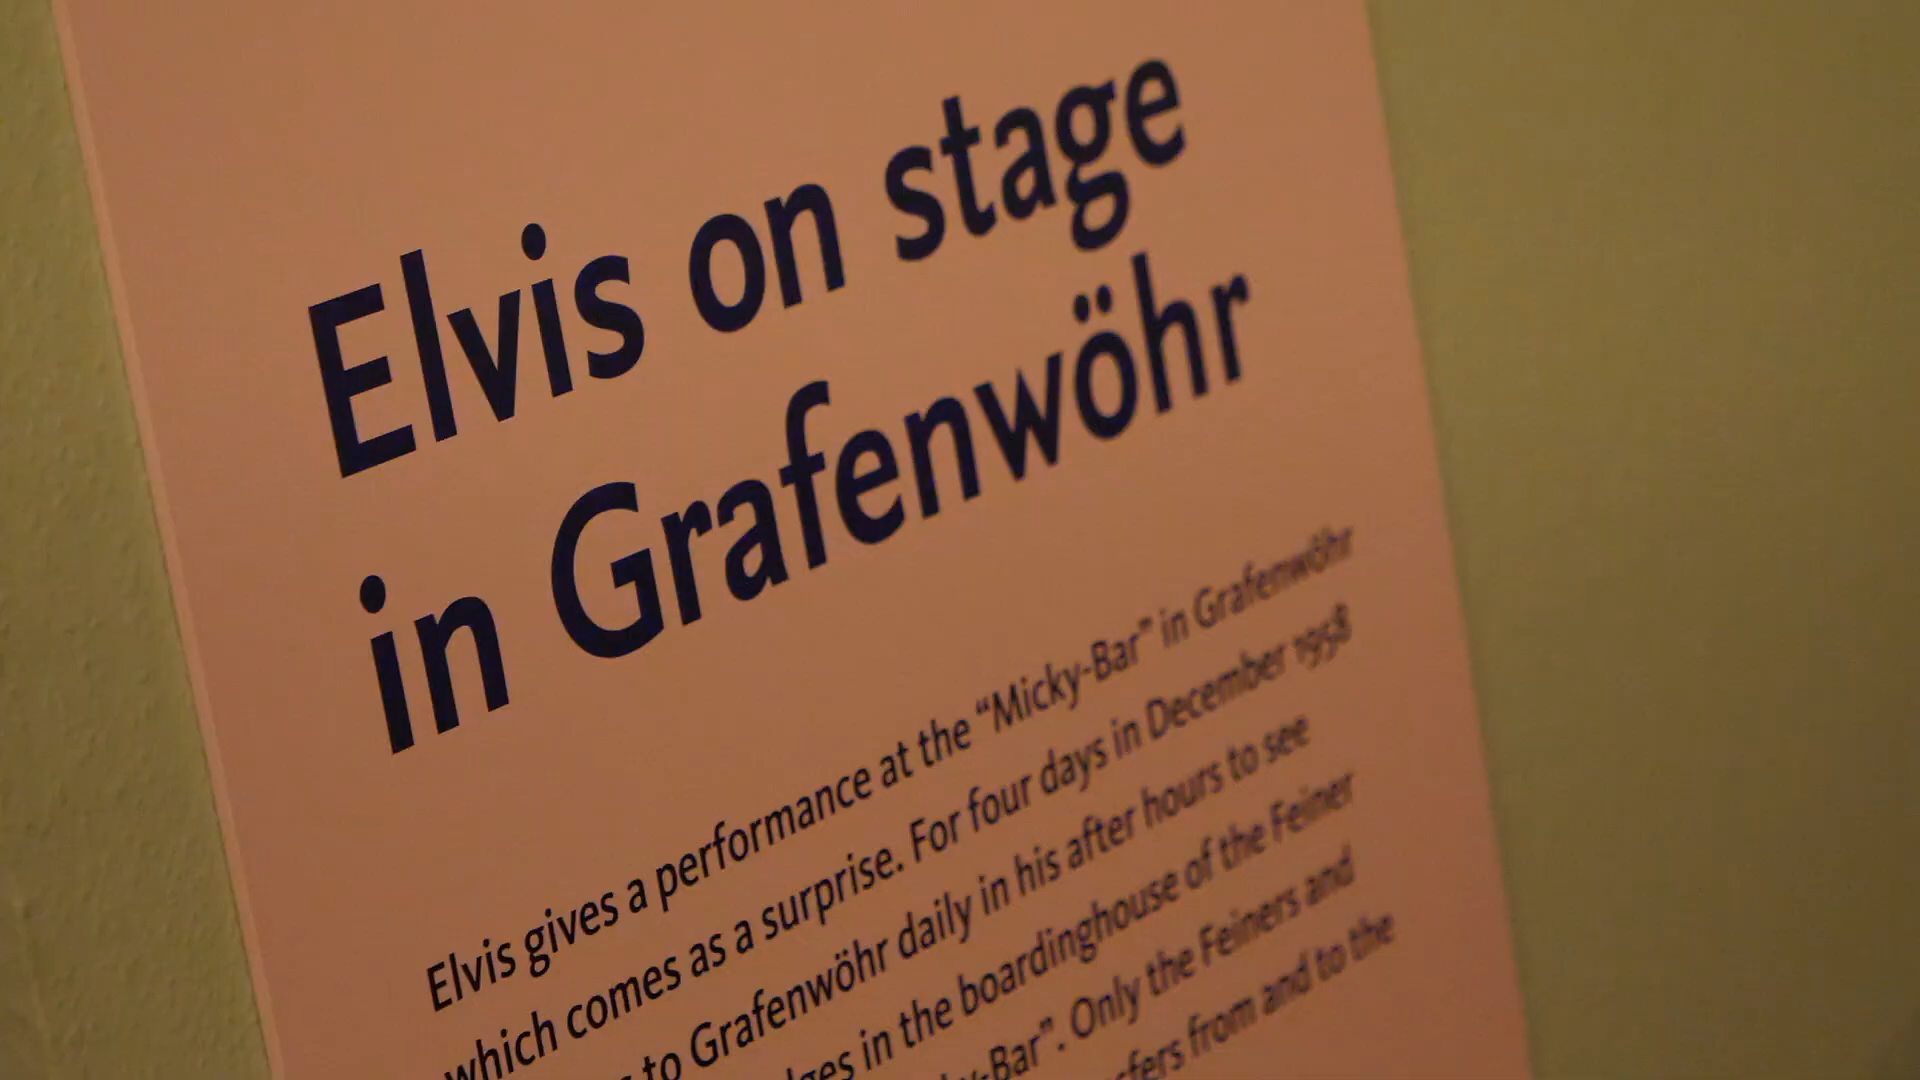 Elvis on stage
in Grafenwöhr
Elvis gives a performance at the “Micky-Bar” in Grafenwöhr
which comes as a surprise. For four days in December 1958
to Grafenwöhr daily in his after hours to see
in the boardinghouse of the Feiner
Only the Feiners and
from and to the